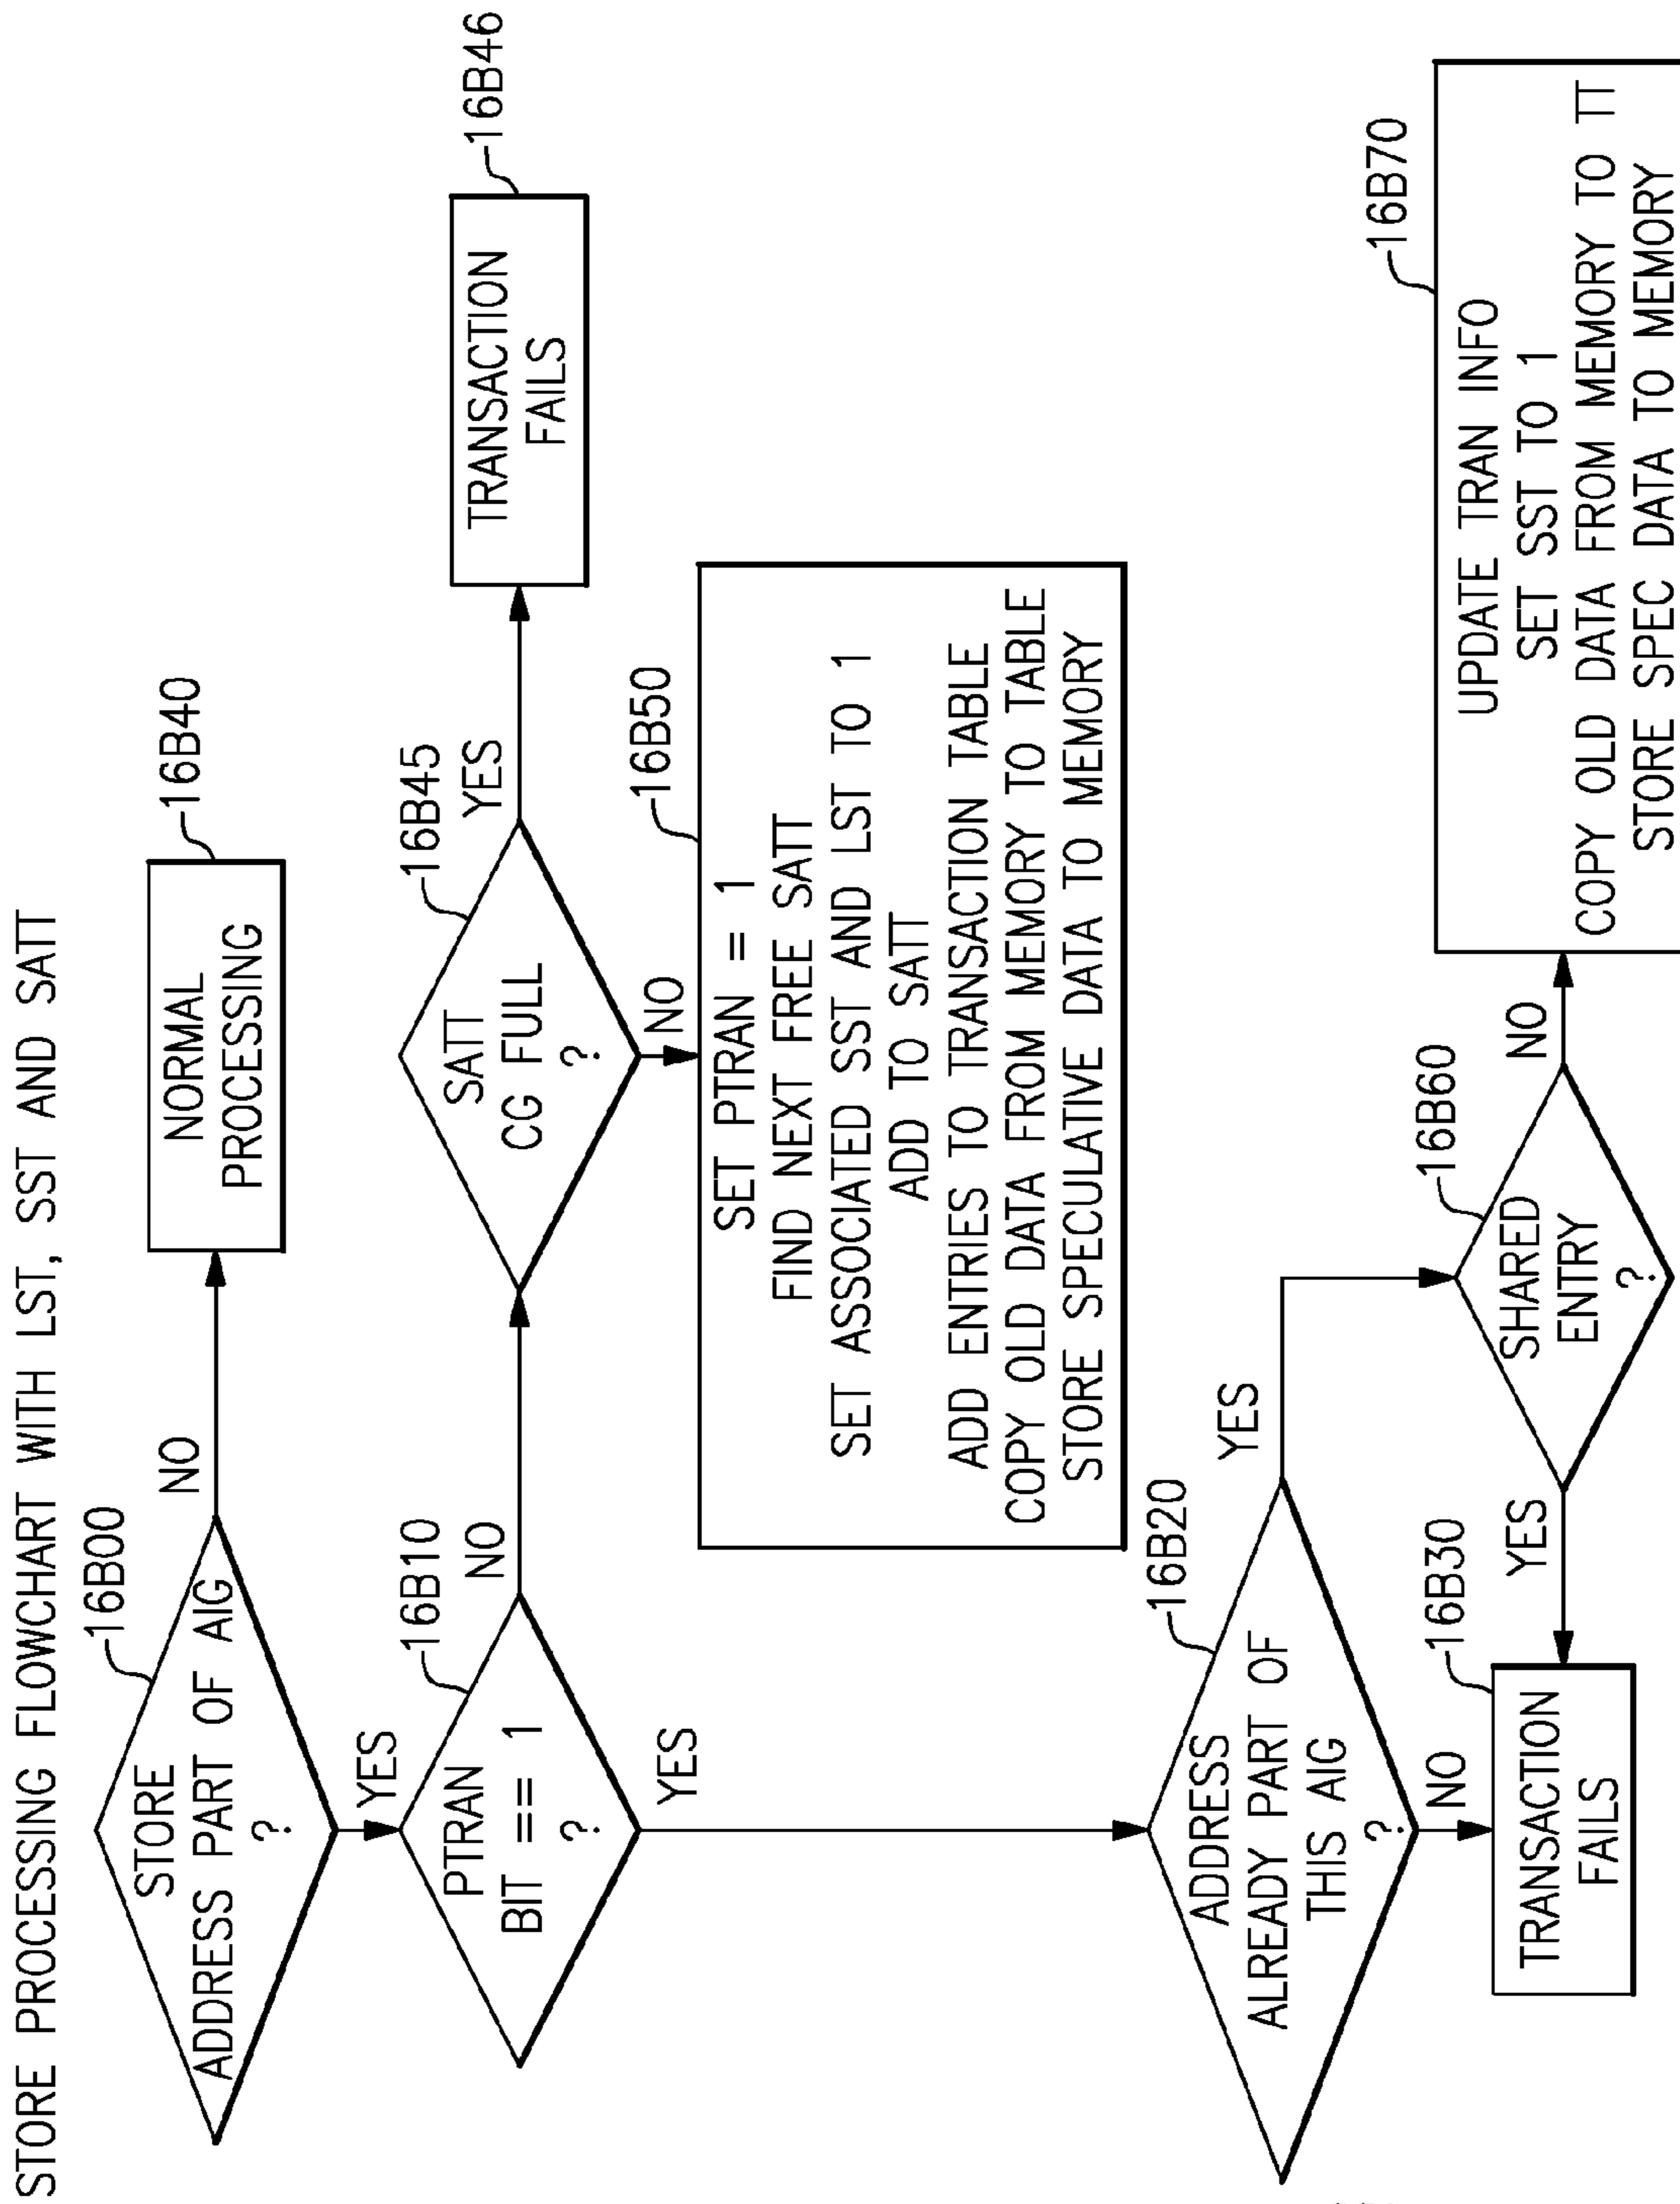 STORE PROCESSING FLOWCHART WITH LST, SST AND SATT
16B00
STORE
ADDRESS PART OF AIG
?
NO
16B40
NORMAL
PROCESSING
YES
16B10
PTRAN
BIT == 1
?
NO
16B45
SATT
CG FULL
?
YES
16B46
TRANSACTION
FAILS
NO
16B50
SET PTRAN = 1
FIND NEXT FREE SATT
SET ASSOCIATED SST AND LST TO 1
ADD TO SATT
ADD ENTRIES TO TRANSACTION TABLE
COPY OLD DATA FROM MEMORY TO TABLE
STORE SPECULATIVE DATA TO MEMORY
YES
16B20
ADDRESS
ALREADY PART OF
THIS AIG
?
YES
NO
16B30
TRANSACTION
FAILS
YES
16B60
SHARED
ENTRY
?
NO
16B70
UPDATE TRAN INFO
SET SST TO 1
COPY OLD DATA FROM MEMORY TO TT
STORE SPEC DATA TO MEMORY